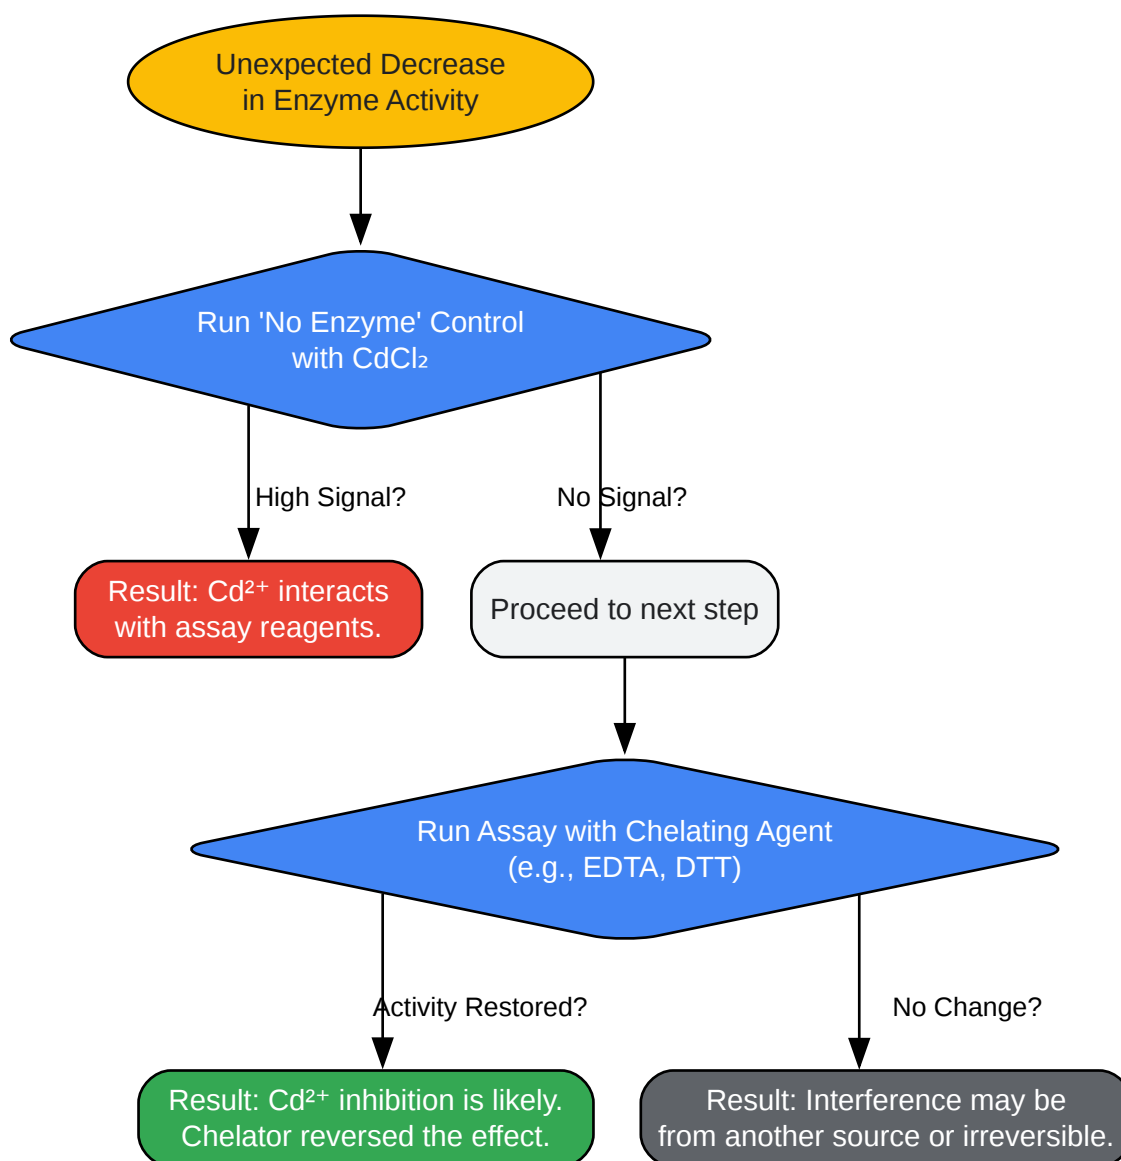 Unexpected Decrease
in Enzyme Activity
Run 'No Enzyme' Control
with CdCl₂
High Signal?
No Signal?
Result: Cd²⁺ interacts
with assay reagents.
Proceed to next step
Run Assay with Chelating Agent
(e.g., EDTA, DTT)
Activity Restored?
No Change?
Result: Cd²⁺ inhibition is likely.
Chelator reversed the effect.
Result: Interference may be
from another source or irreversible.